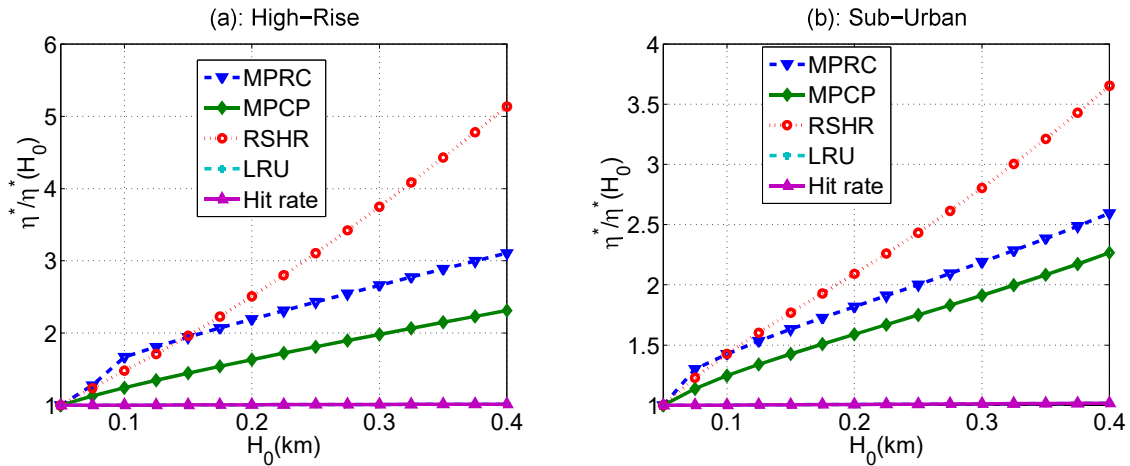 (a): High−Rise
6
5
4
3
2
1
0.1
0.2
0.3
0.4
H0(km)
η*/η*(H0)
MPRC
MPCP
RSHR
LRU
Hit rate
(b): Sub−Urban
4
3.5
3
2.5
2
1.5
1
0.1
0.2
0.3
0.4
H0(km)
η*/η*(H0)
MPRC
MPCP
RSHR
LRU
Hit rate